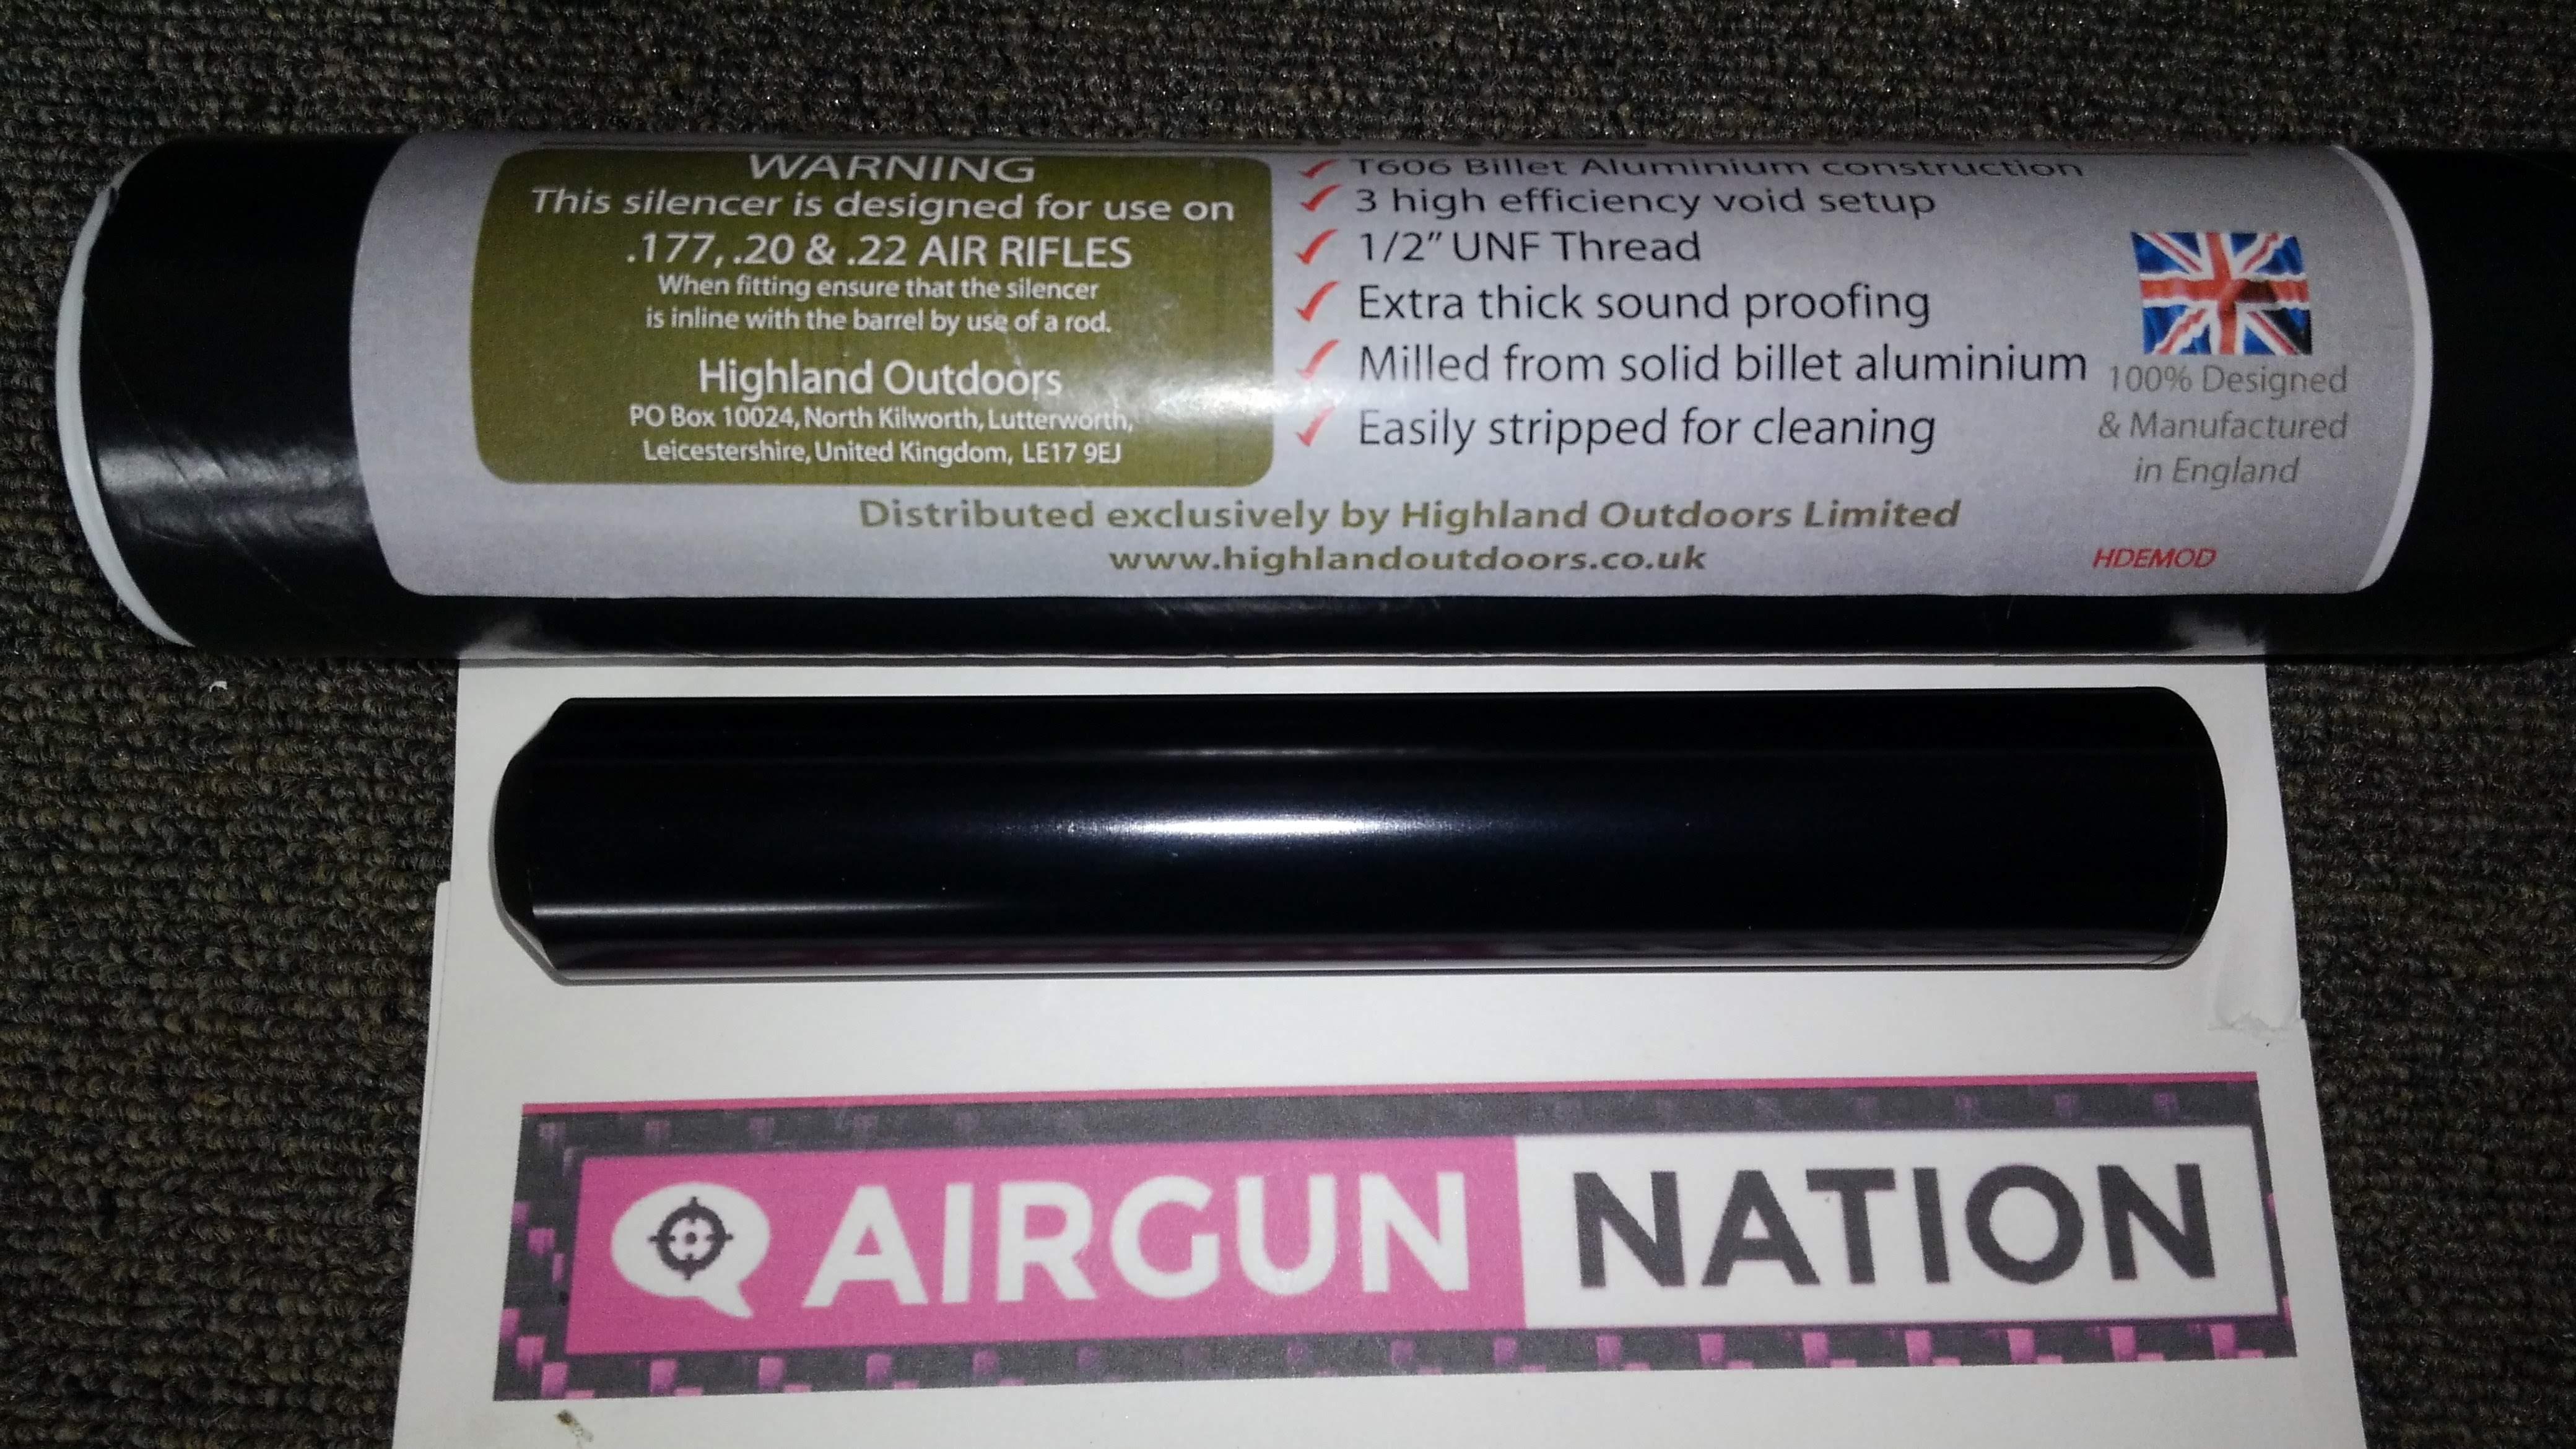 WARNING
This silencer is designed for use on
.177, .20 & .22 AIR RIFLES
When fitting ensure that the silencer
is inline with the barrel by use of a rod.
Highland Outdoors
PO Box 10024, North Kilworth, Lutterworth,
Leicestershire, United Kingdom, LE17 9EJ
T606 Billet Aluminium construction
3 high efficiency void setup
1/2" UNF Thread
Extra thick sound proofing
Milled from solid billet aluminium
Easily stripped for cleaning
100% Designed
& Manufactured
in England
Distributed exclusively by Highland Outdoors Limited
www.highlandoutdoors.co.uk
HDEMOD
AIRGUN NATION